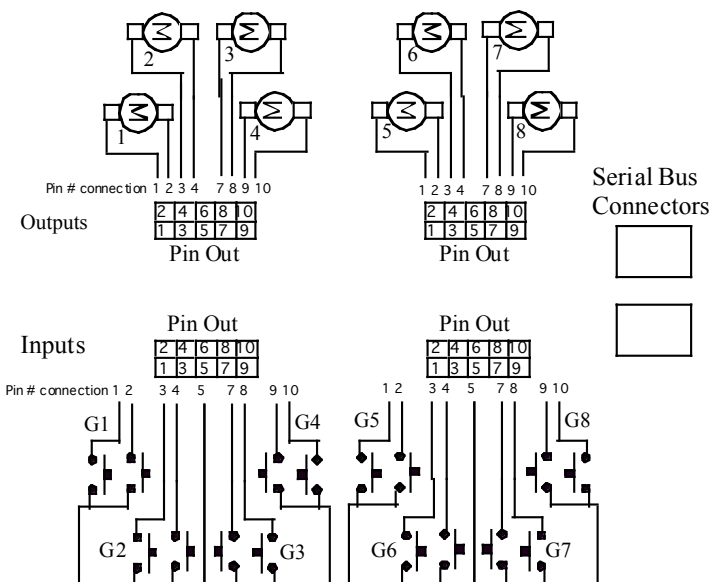 2 3 6 7
M M M M
1 4 5 8
M M M M
Pin # connection 1 2 3 4 7 8 9 10
1 2 3 4 7 8 9 10
Outputs
2 4 6 8 10
1 3 5 7 9
Pin Out
2 4 6 8 10
1 3 5 7 9
Pin Out
Serial Bus
Connectors
Inputs
Pin Out
2 4 6 8 10
1 3 5 7 9
Pin Out
2 4 6 8 10
1 3 5 7 9
Pin # connection 1 2 3 4 5 7 8 9 10
1 2 3 4 5 7 8 9 10
G1 G4 G5 G8
G2 G3 G6 G7